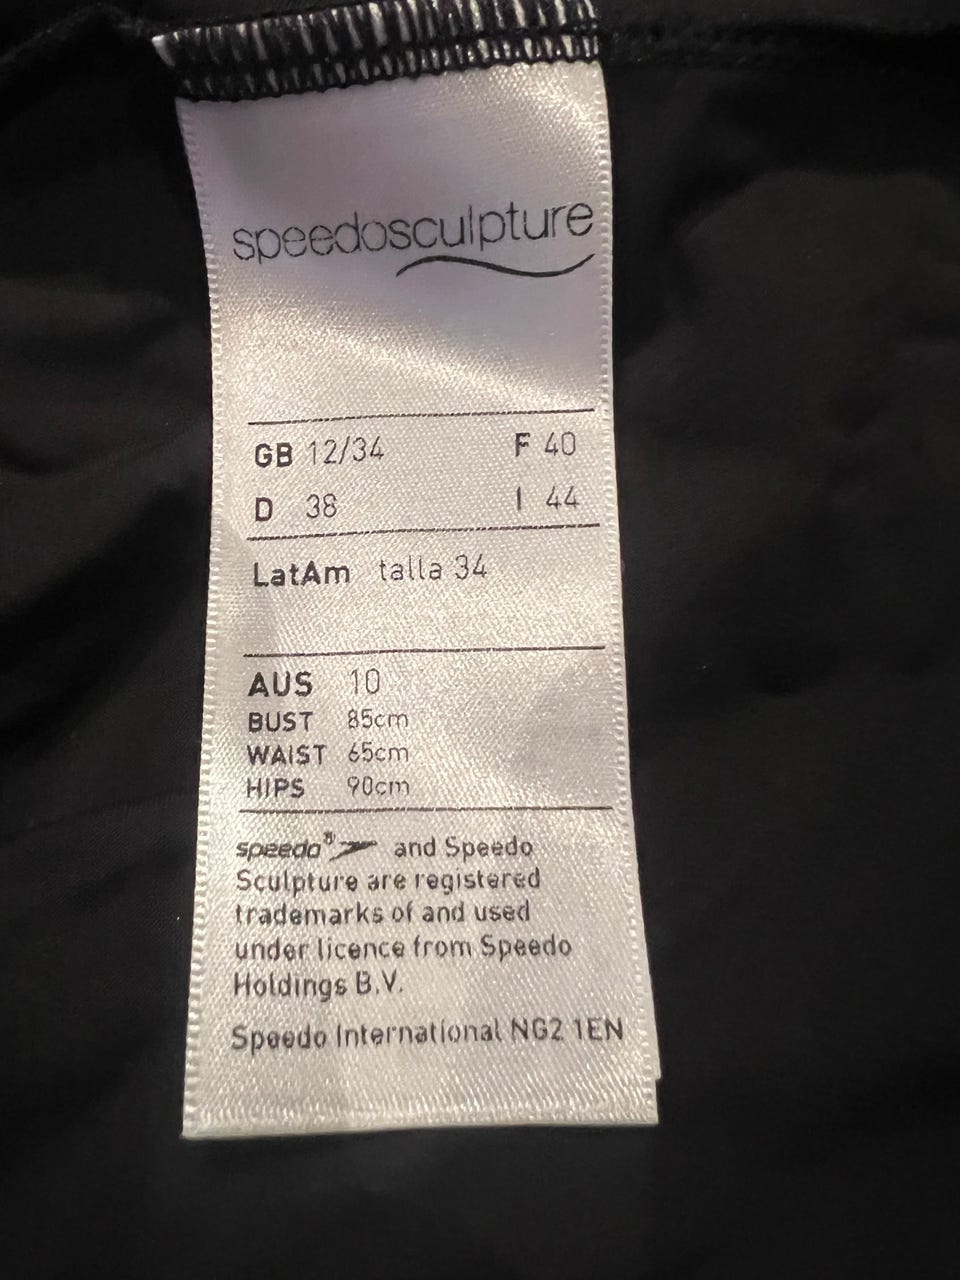 speedosculpture
GB 12/34 F 40
D 38 I 44
LatAm talla 34
AUS 10
BUST 85cm
WAIST 65cm
HIPS 90cm
speedo® and Speedo
Sculpture are registered
trademarks of and used
under licence from Speedo
Holdings B.V.
Speedo International NG2 1EN